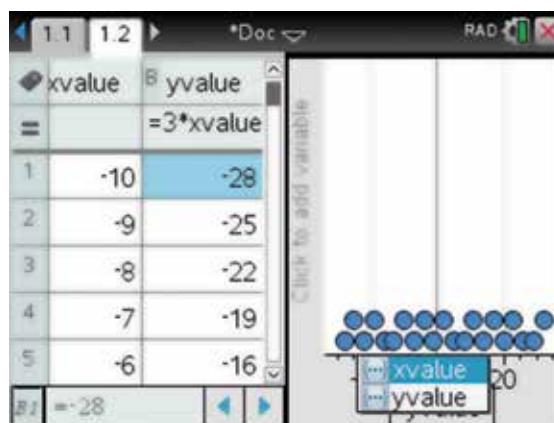 1.1 1.2 *Doc RAD
xvalue B yvalue
= =3*xvalue
1 -10 -28
2 -9 -25
3 -8 -22
4 -7 -19
5 -6 -16
B1 =-28
Click to add variable
xvalue 20
yvalue